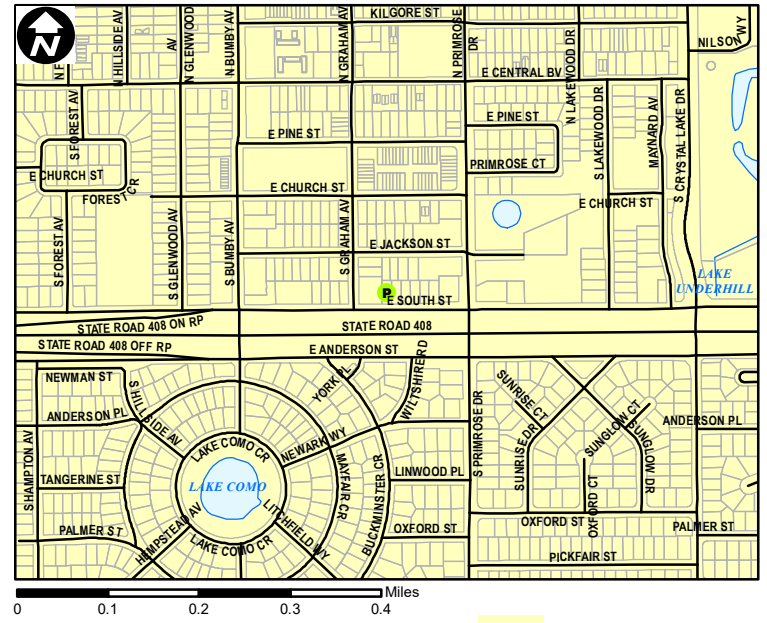 N
KILGORE ST
N HILLSIDE AV
AV
N GLENWOOD
N BUMBY AV
N GRAHAM AV
N PRIMROSE DR
N LAKEWOOD DR
NILSON WY
N F
E CENTRAL BV
S FOREST AV
E PINE ST
E PINE ST
PRIMROSE CT
S LAKEWOOD DR
MAYNARD AV
S CRYSTAL LAKE DR
E CHURCH ST
FOREST CR
E CHURCH ST
E CHURCH ST
S FOREST AV
S GLENWOOD AV
S BUMBY AV
S GRAHAM AV
E JACKSON ST
LAKE
UNDERHILL
P
E SOUTH ST
STATE ROAD 408 ON RP
STATE ROAD 408
STATE ROAD 408 OFF RP
E ANDERSON ST
NEWMAN ST
S HILLSIDE AV
YORK PL
WILTSHIRE RD
SUNRISE CT
ANDERSON PL
S PRIMROSE DR
SUNGLOW CT
ANDERSON PL
S HAMPTON AV
LAKE COMO CR
NEWARK WY
MAYFAIR CR
SUNRISE DR
SUNGLOW DR
TANGERINE ST
LAKE COMO
LINWOOD PL
OXFORD CT
PALMER ST
HEMPSTEAD AV
LITCHFIELD WY
BUCKMINSTER CR
OXFORD ST
OXFORD ST
PALMER ST
LAKE COMO CR
PICKFAIR ST
Miles
0 0.1 0.2 0.3 0.4